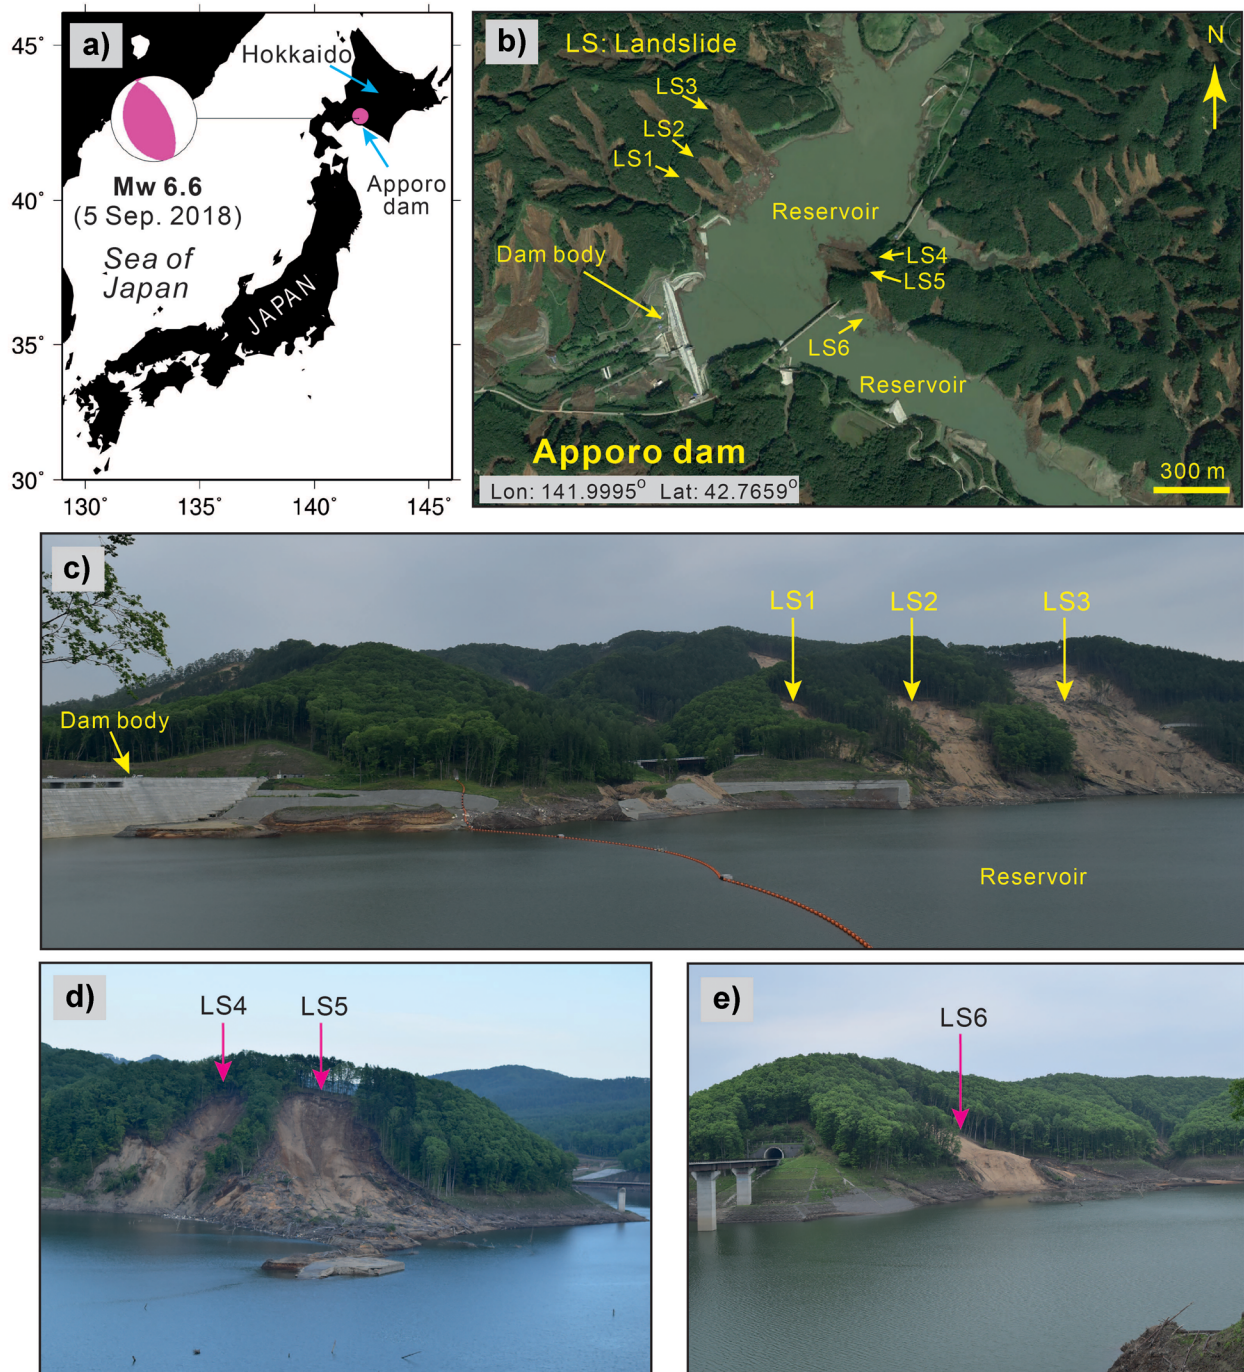 a)
45°
40°
35°
30°
130°
135°
140°
145°
Hokkaido
Apporo
dam
Mw 6.6
(5 Sep. 2018)
Sea of
Japan
JAPAN
b)
LS: Landslide
N
LS3
LS2
LS1
Reservoir
Dam body
LS4
LS5
LS6
Reservoir
Apporo dam
Lon: 141.9995° Lat: 42.7659°
300 m
c)
LS1
LS2
LS3
Dam body
Reservoir
d)
LS4
LS5
e)
LS6